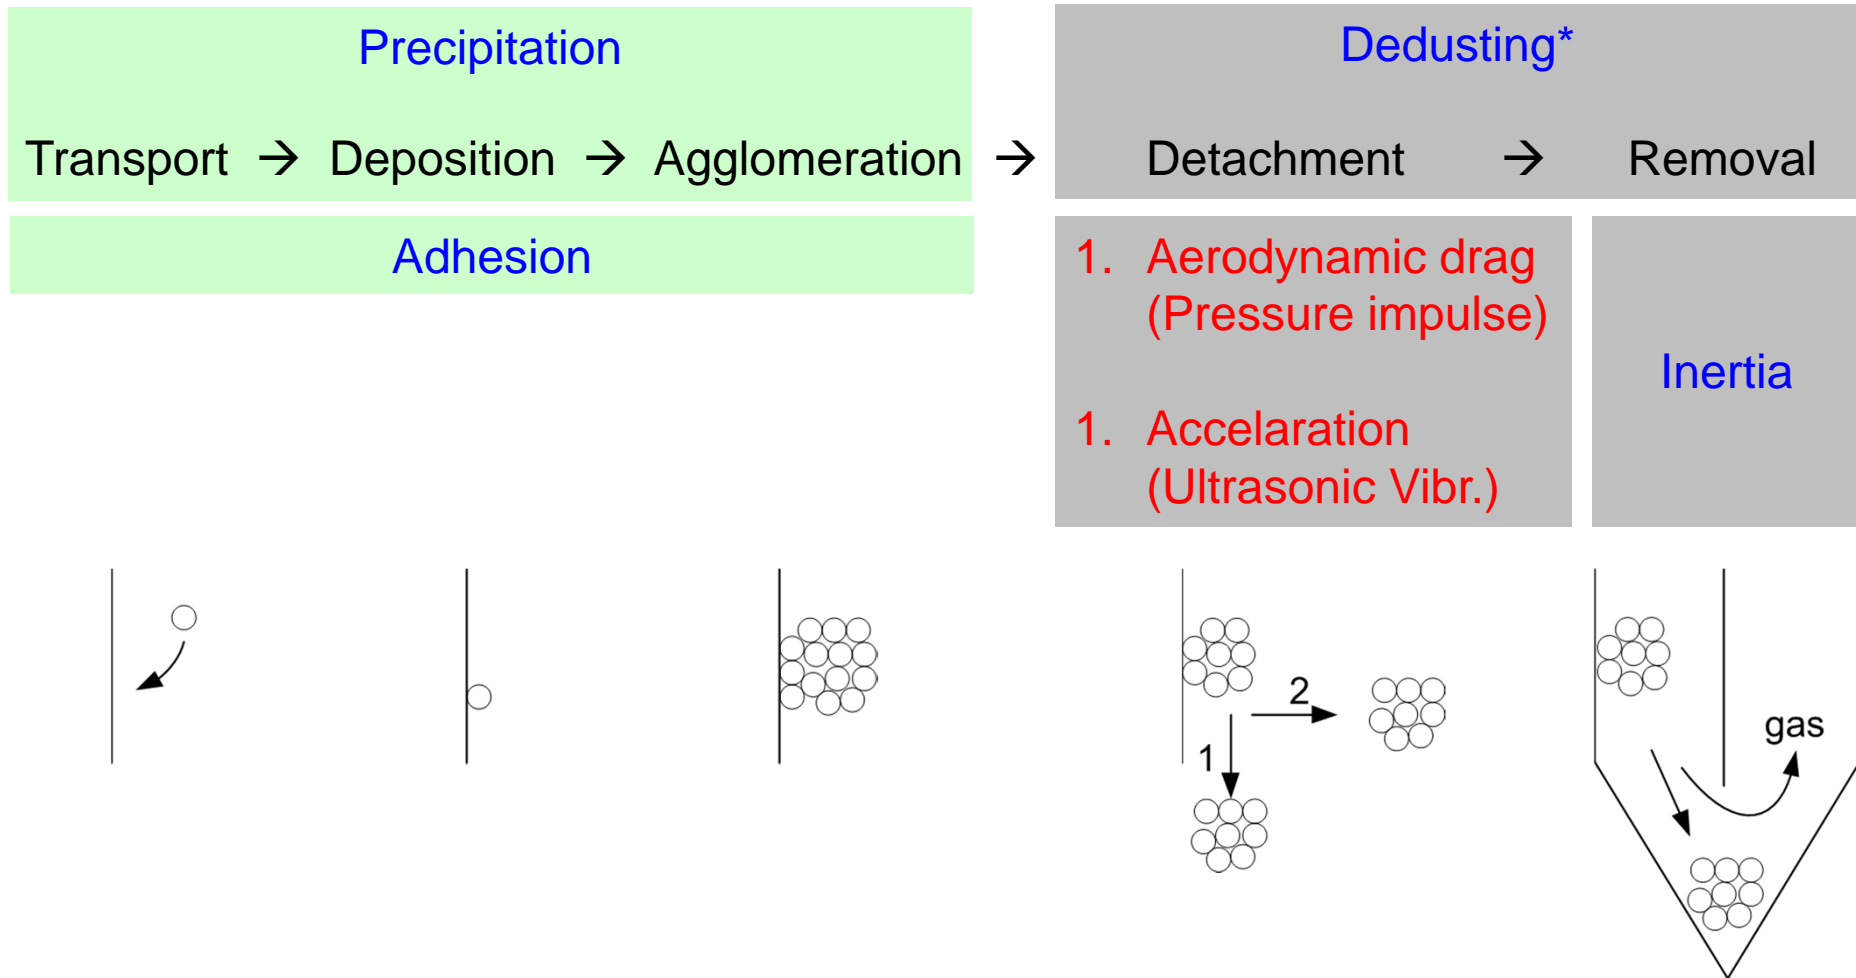 Precipitation
Transport → Deposition → Agglomeration →
Adhesion
Dedusting*
Detachment → Removal
1. Aerodynamic drag
(Pressure impulse)
1. Accelaration
(Ultrasonic Vibr.)
Inertia
2
1
gas